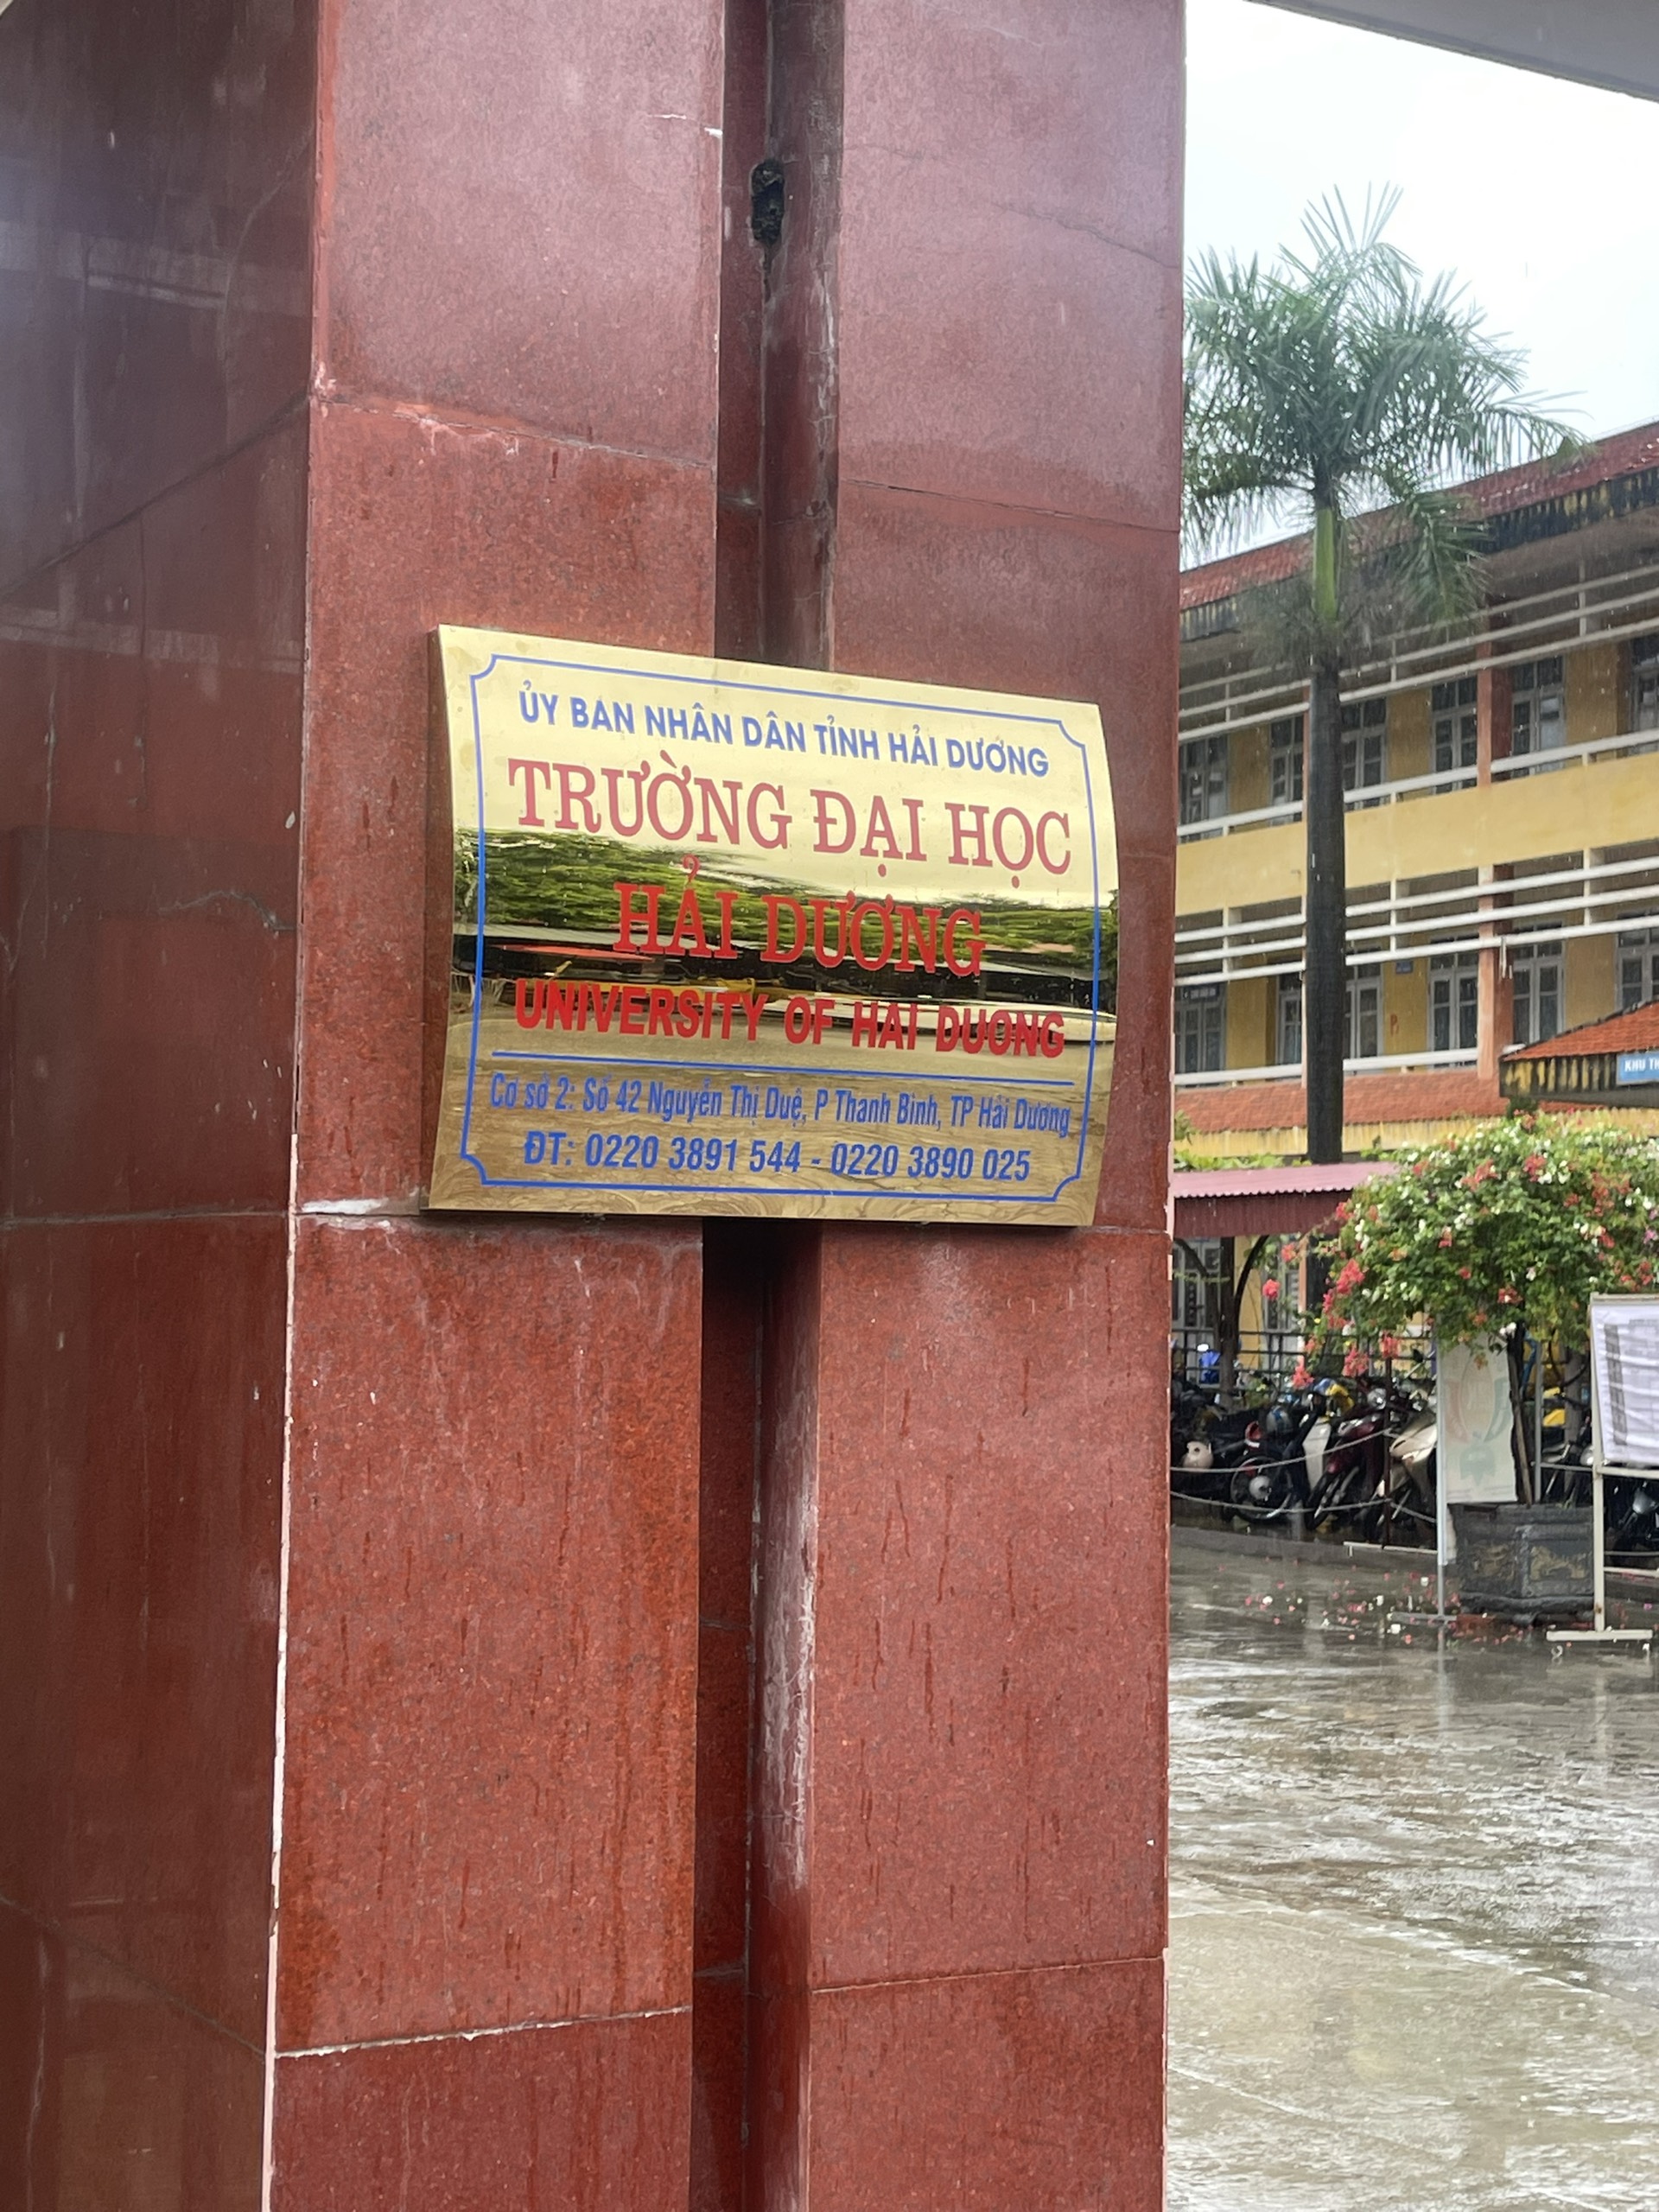 ỦY BAN NHÂN DÂN TỈNH HẢI DƯƠNG
TRƯỜNG ĐẠI HỌC
HẢI DƯƠNG
UNIVERSITY OF HAI DUONG
Cơ sở 2: Số 42 Nguyễn Thị Duệ, P Thanh Bình, TP Hải Dương
ĐT: 0220 3891 544 - 0220 3890 025
KHU